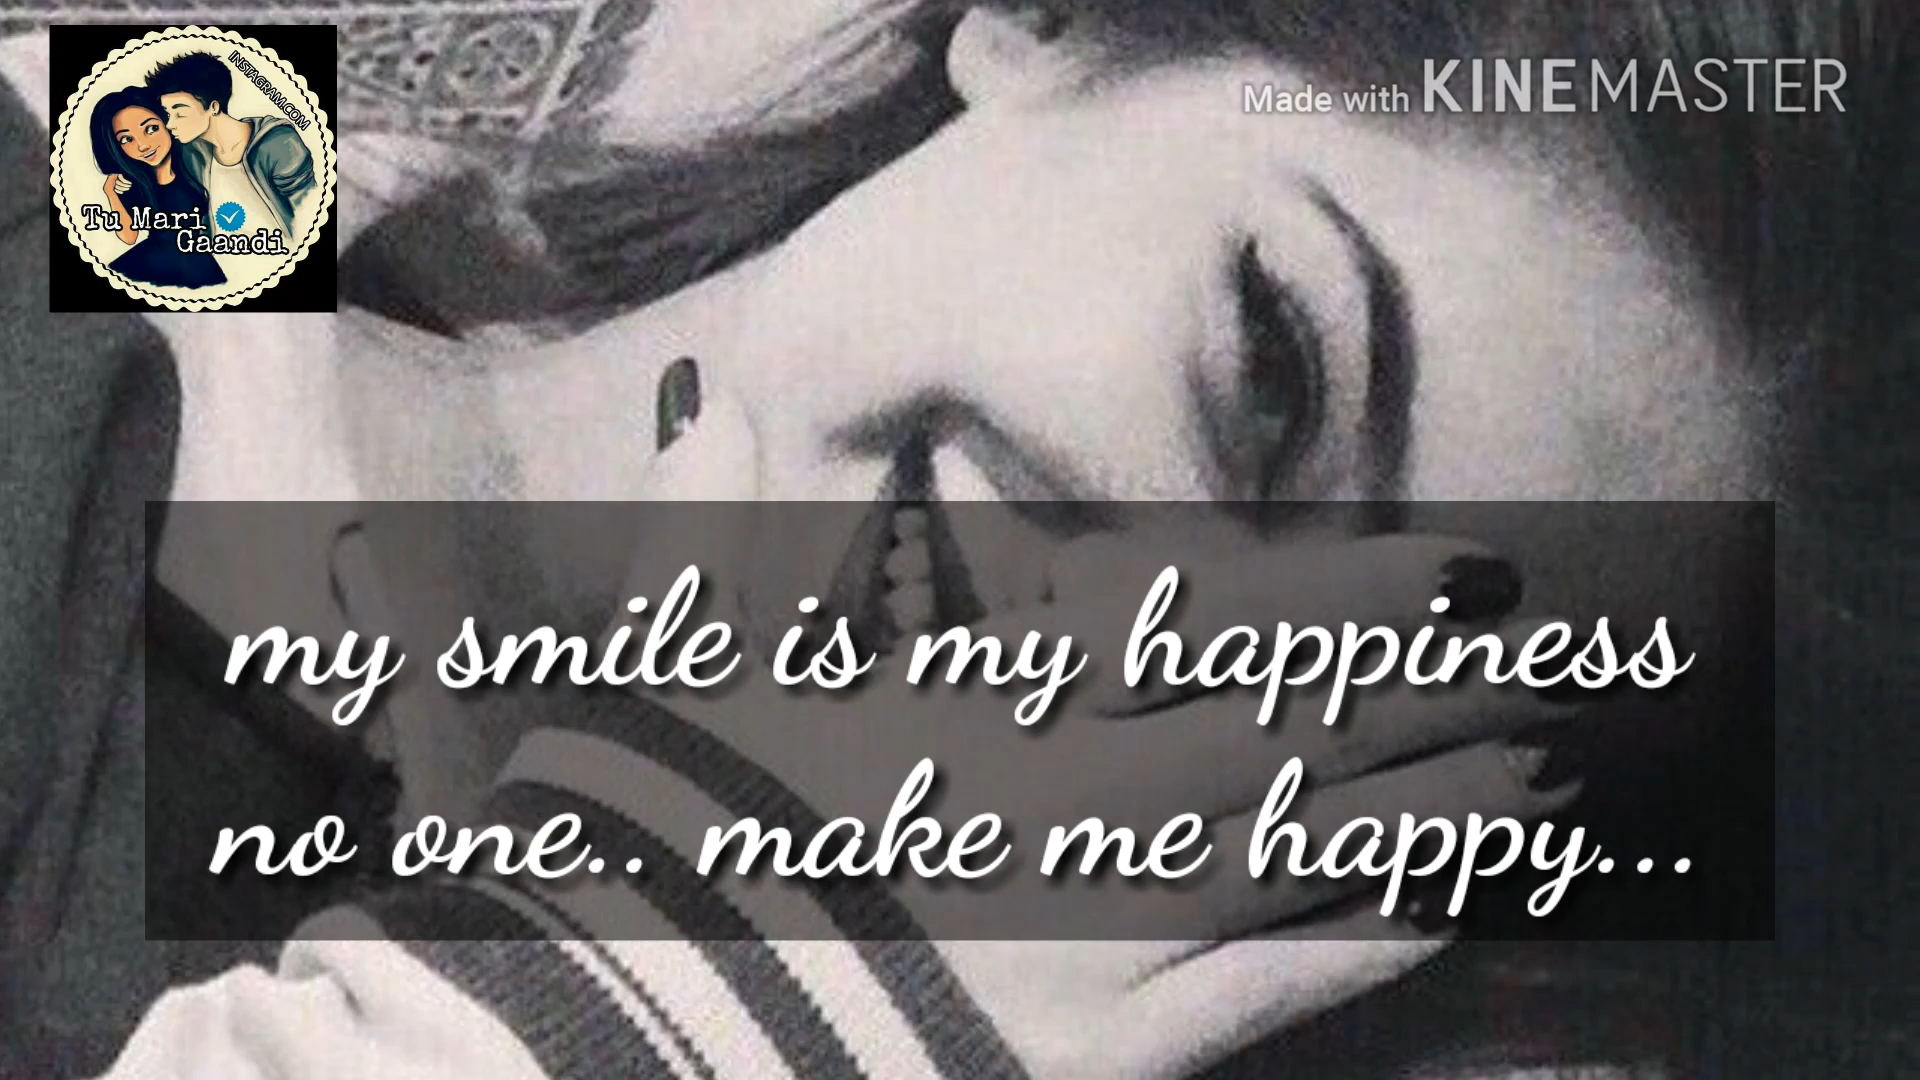 INSTAGRAM.COM
Tu Mari
Gaandi
Made with KINEMASTER
my smile is my happiness
no one.. make me happy...